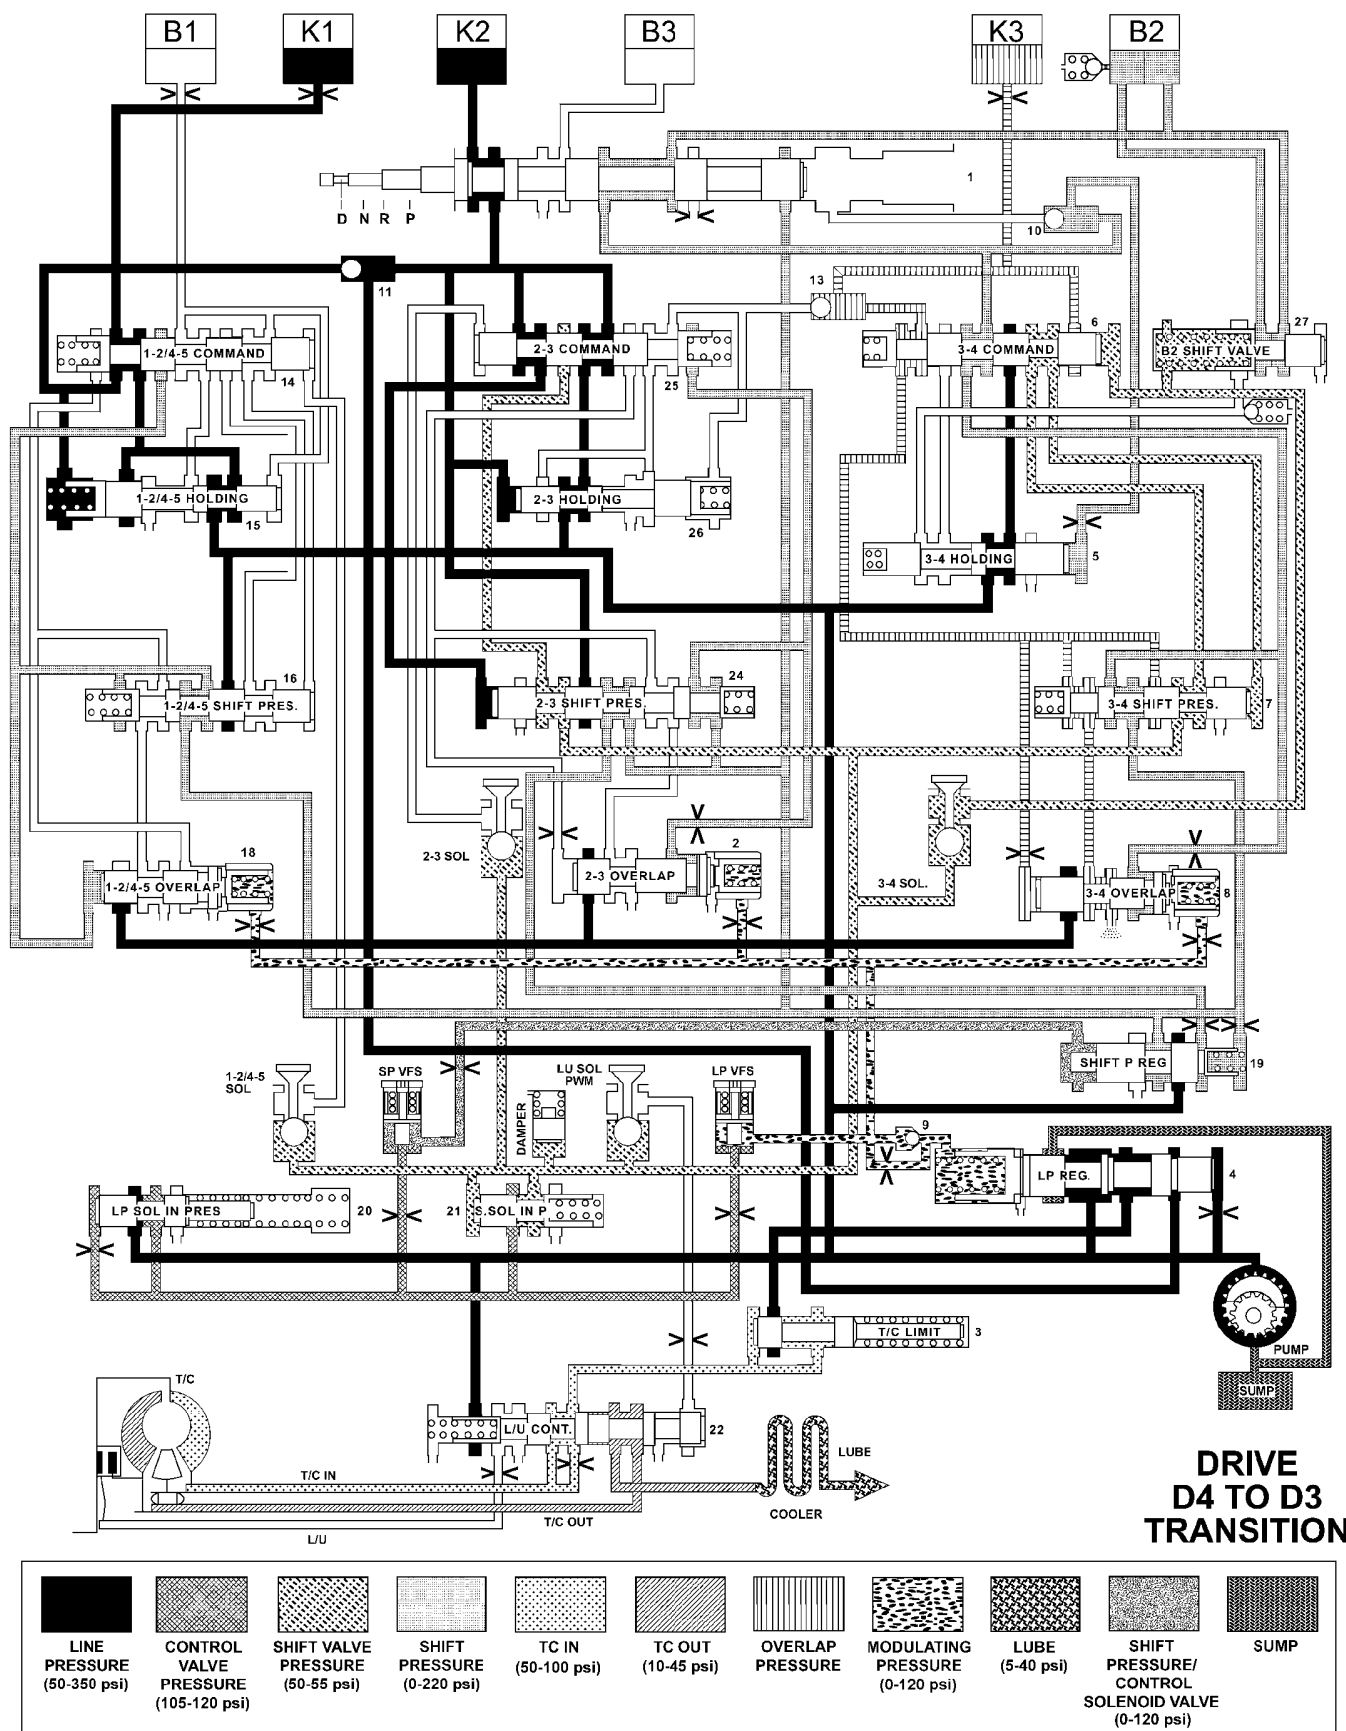 B1
K1
K2
B3
K3
B2
1
D N R P
10
11
13
6
27
1-2/4-5 COMMAND
2-3 COMMAND
3-4 COMMAND
B2 SHIFT VALVE
14
25
1-2/4-5 HOLDING
2-3 HOLDING
15
26
3-4 HOLDING
5
16
24
1-2/4-5 SHIFT PRES.
2-3 SHIFT PRES.
3-4 SHIFT PRES.
7
2-3 SOL
2
18
1-2/4-5 OVERLAP
2-3 OVERLAP
3-4 SOL.
3-4 OVERLAP
8
SHIFT P REG
19
1-2/4-5
SOL
SP VFS
LU SOL
PWM
LP VFS
DAMPER
9
LP REG.
4
LP SOL IN PRES
20
21
S.SOL IN P
T/C LIMIT
3
PUMP
SUMP
T/C
L/U CONT.
22
LUBE
T/C IN
COOLER
T/C OUT
L/U
DRIVE
D4 TO D3
TRANSITION
LINE
PRESSURE
(50-350 psi)
CONTROL
VALVE
PRESSURE
(105-120 psi)
SHIFT VALVE
PRESSURE
(50-55 psi)
SHIFT
PRESSURE
(0-220 psi)
TC IN
(50-100 psi)
TC OUT
(10-45 psi)
OVERLAP
PRESSURE
MODULATING
PRESSURE
(0-120 psi)
LUBE
(5-40 psi)
SHIFT
PRESSURE/
CONTROL
SOLENOID VALVE
(0-120 psi)
SUMP